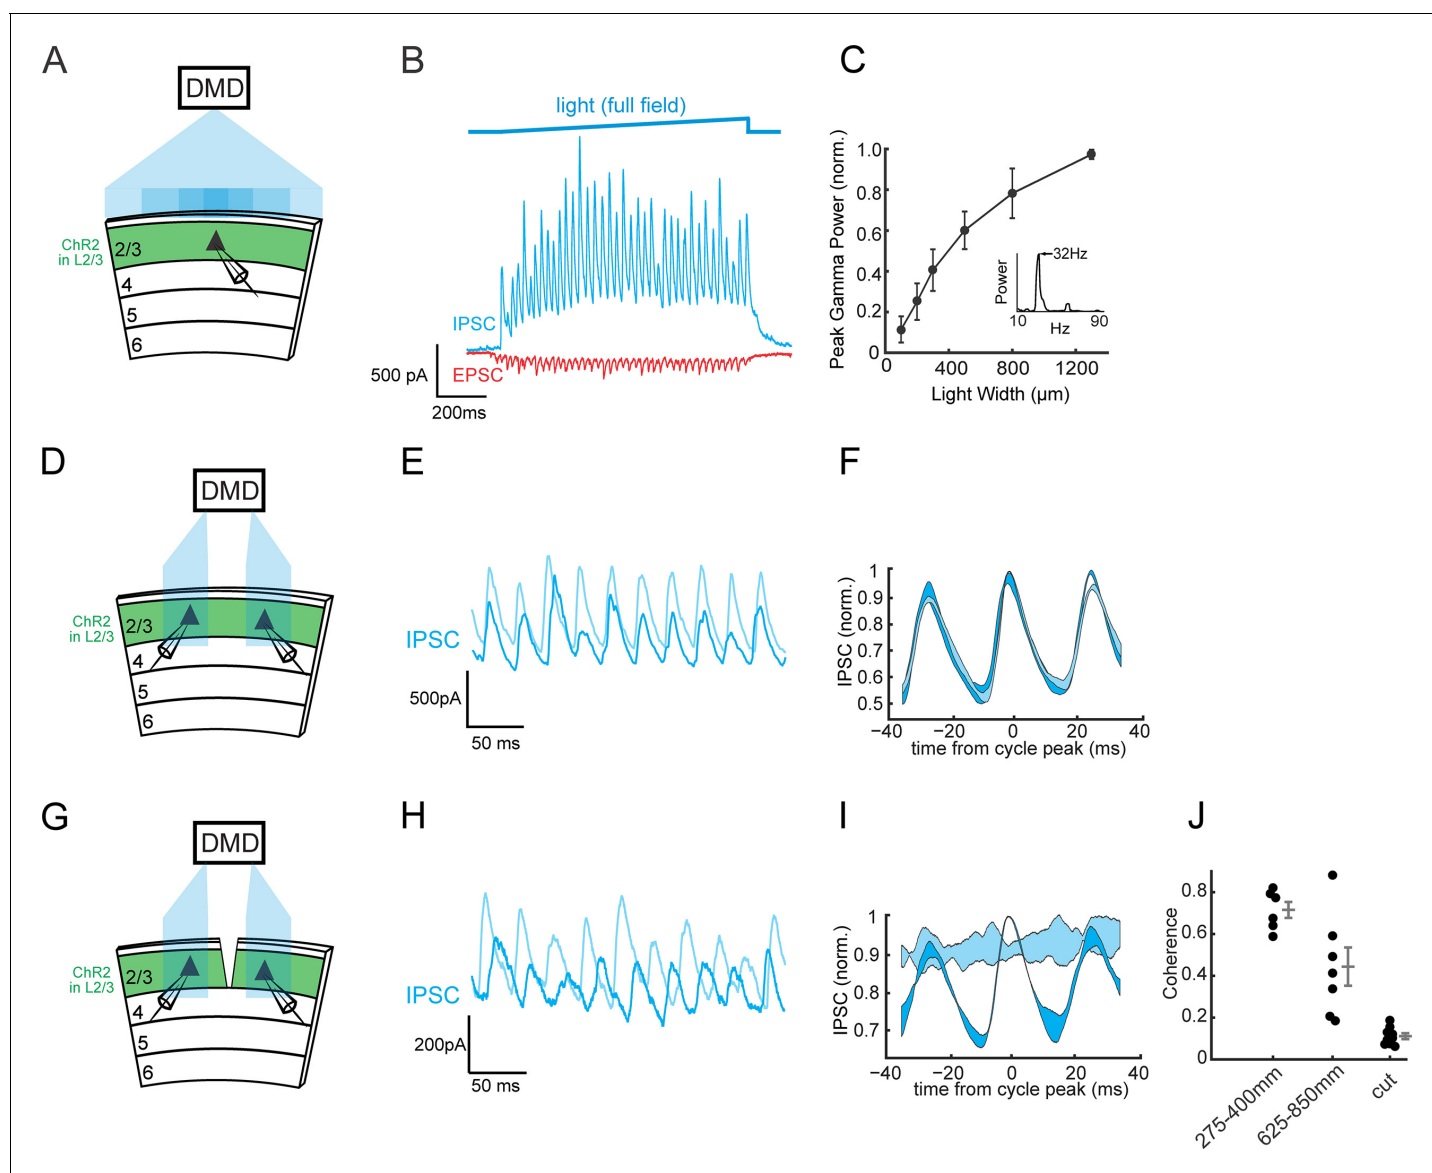 A
DMD
ChR2
in L2/3
2/3
4
5
6
B
light (full field)
IPSC
EPSC
500 pA
200ms
C
Peak Gamma Power (norm.)
1.0
0.8
0.6
0.4
0.2
0
0
400
800
1200
Light Width (µm)
Power
32Hz
10
90
Hz
D
DMD
ChR2
in L2/3
2/3
4
5
6
E
IPSC
500pA
50 ms
F
IPSC (norm.)
1
0.9
0.8
0.7
0.6
0.5
−40
−20
0
20
40
time from cycle peak (ms)
G
DMD
ChR2
in L2/3
2/3
4
5
6
H
IPSC
200pA
50 ms
I
IPSC (norm.)
1
0.9
0.8
0.7
−40
−20
0
20
40
time from cycle peak (ms)
J
Coherence
0.8
0.6
0.4
0.2
0
275-400mm
625-850mm
cut